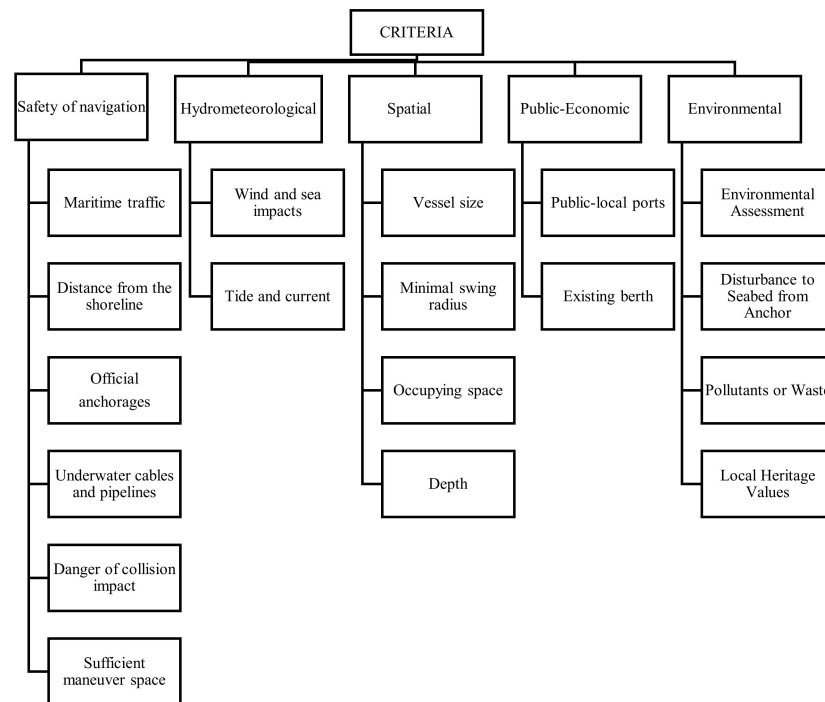 CRITERIA
Safety of navigation
Hydrometeorological
Spatial
Public-Economic
Environmental
Maritime traffic
Distance from the
shoreline
Official
anchorages
Underwater cables
and pipelines
Danger of collision
impact
Sufficient
maneuver space
Wind and sea
impacts
Tide and current
Vessel size
Minimal swing
radius
Occupying space
Depth
Public-local ports
Existing berth
Environmental
Assessment
Disturbance to
Seabed from
Anchor
Pollutants or Waste
Local Heritage
Values